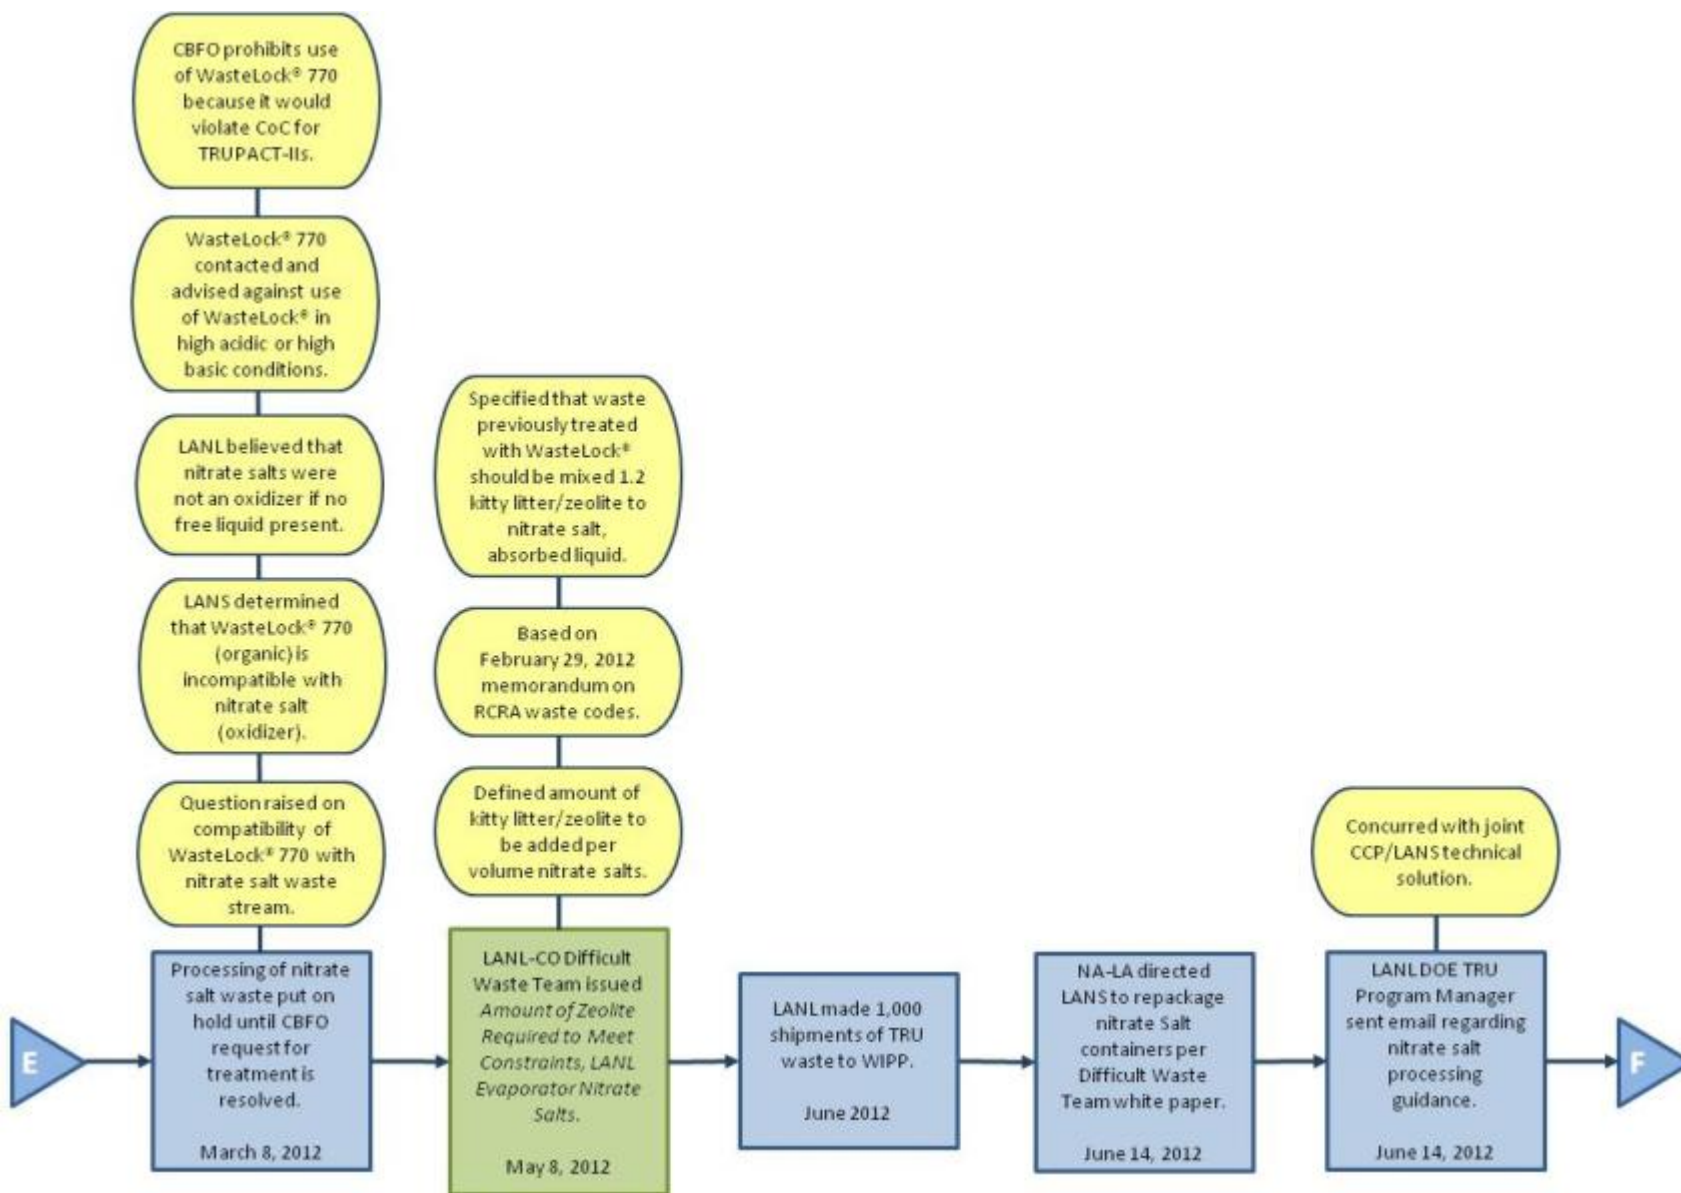 CBFO prohibits use
of WasteLock® 770
because it would
violate CoC for
TRUPACT-IIs.
WasteLock® 770
contacted and
advised against use
of WasteLock® in
high acidic or high
basic conditions.
LANL believed that
nitrate salts were
not an oxidizer if no
free liquid present.
LANS determined
that WasteLock® 770
(organic) is
incompatible with
nitrate salt
(oxidizer).
Question raised on
compatibility of
WasteLock® 770 with
nitrate salt waste
stream.
Specified that waste
previously treated
with WasteLock®
should be mixed 1.2
kitty litter/zeolite to
nitrate salt,
absorbed liquid.
Based on
February 29, 2012
memorandum on
RCRA waste codes.
Defined amount of
kitty litter/zeolite to
be added per
volume nitrate salts.
Concurred with joint
CCP/LANS technical
solution.
E
Processing of nitrate
salt waste put on
hold until CBFO
request for
treatment is
resolved.
March 8, 2012
LANL-CO Difficult
Waste Team issued
Amount of Zeolite
Required to Meet
Constraints, LANL
Evaporator Nitrate
Salts.
May 8, 2012
LANL made 1,000
shipments of TRU
waste to WIPP.
June 2012
NA-LA directed
LANS to repackage
nitrate Salt
containers per
Difficult Waste
Team white paper.
June 14, 2012
LANL DOE TRU
Program Manager
sent email regarding
nitrate salt
processing
guidance.
June 14, 2012
F